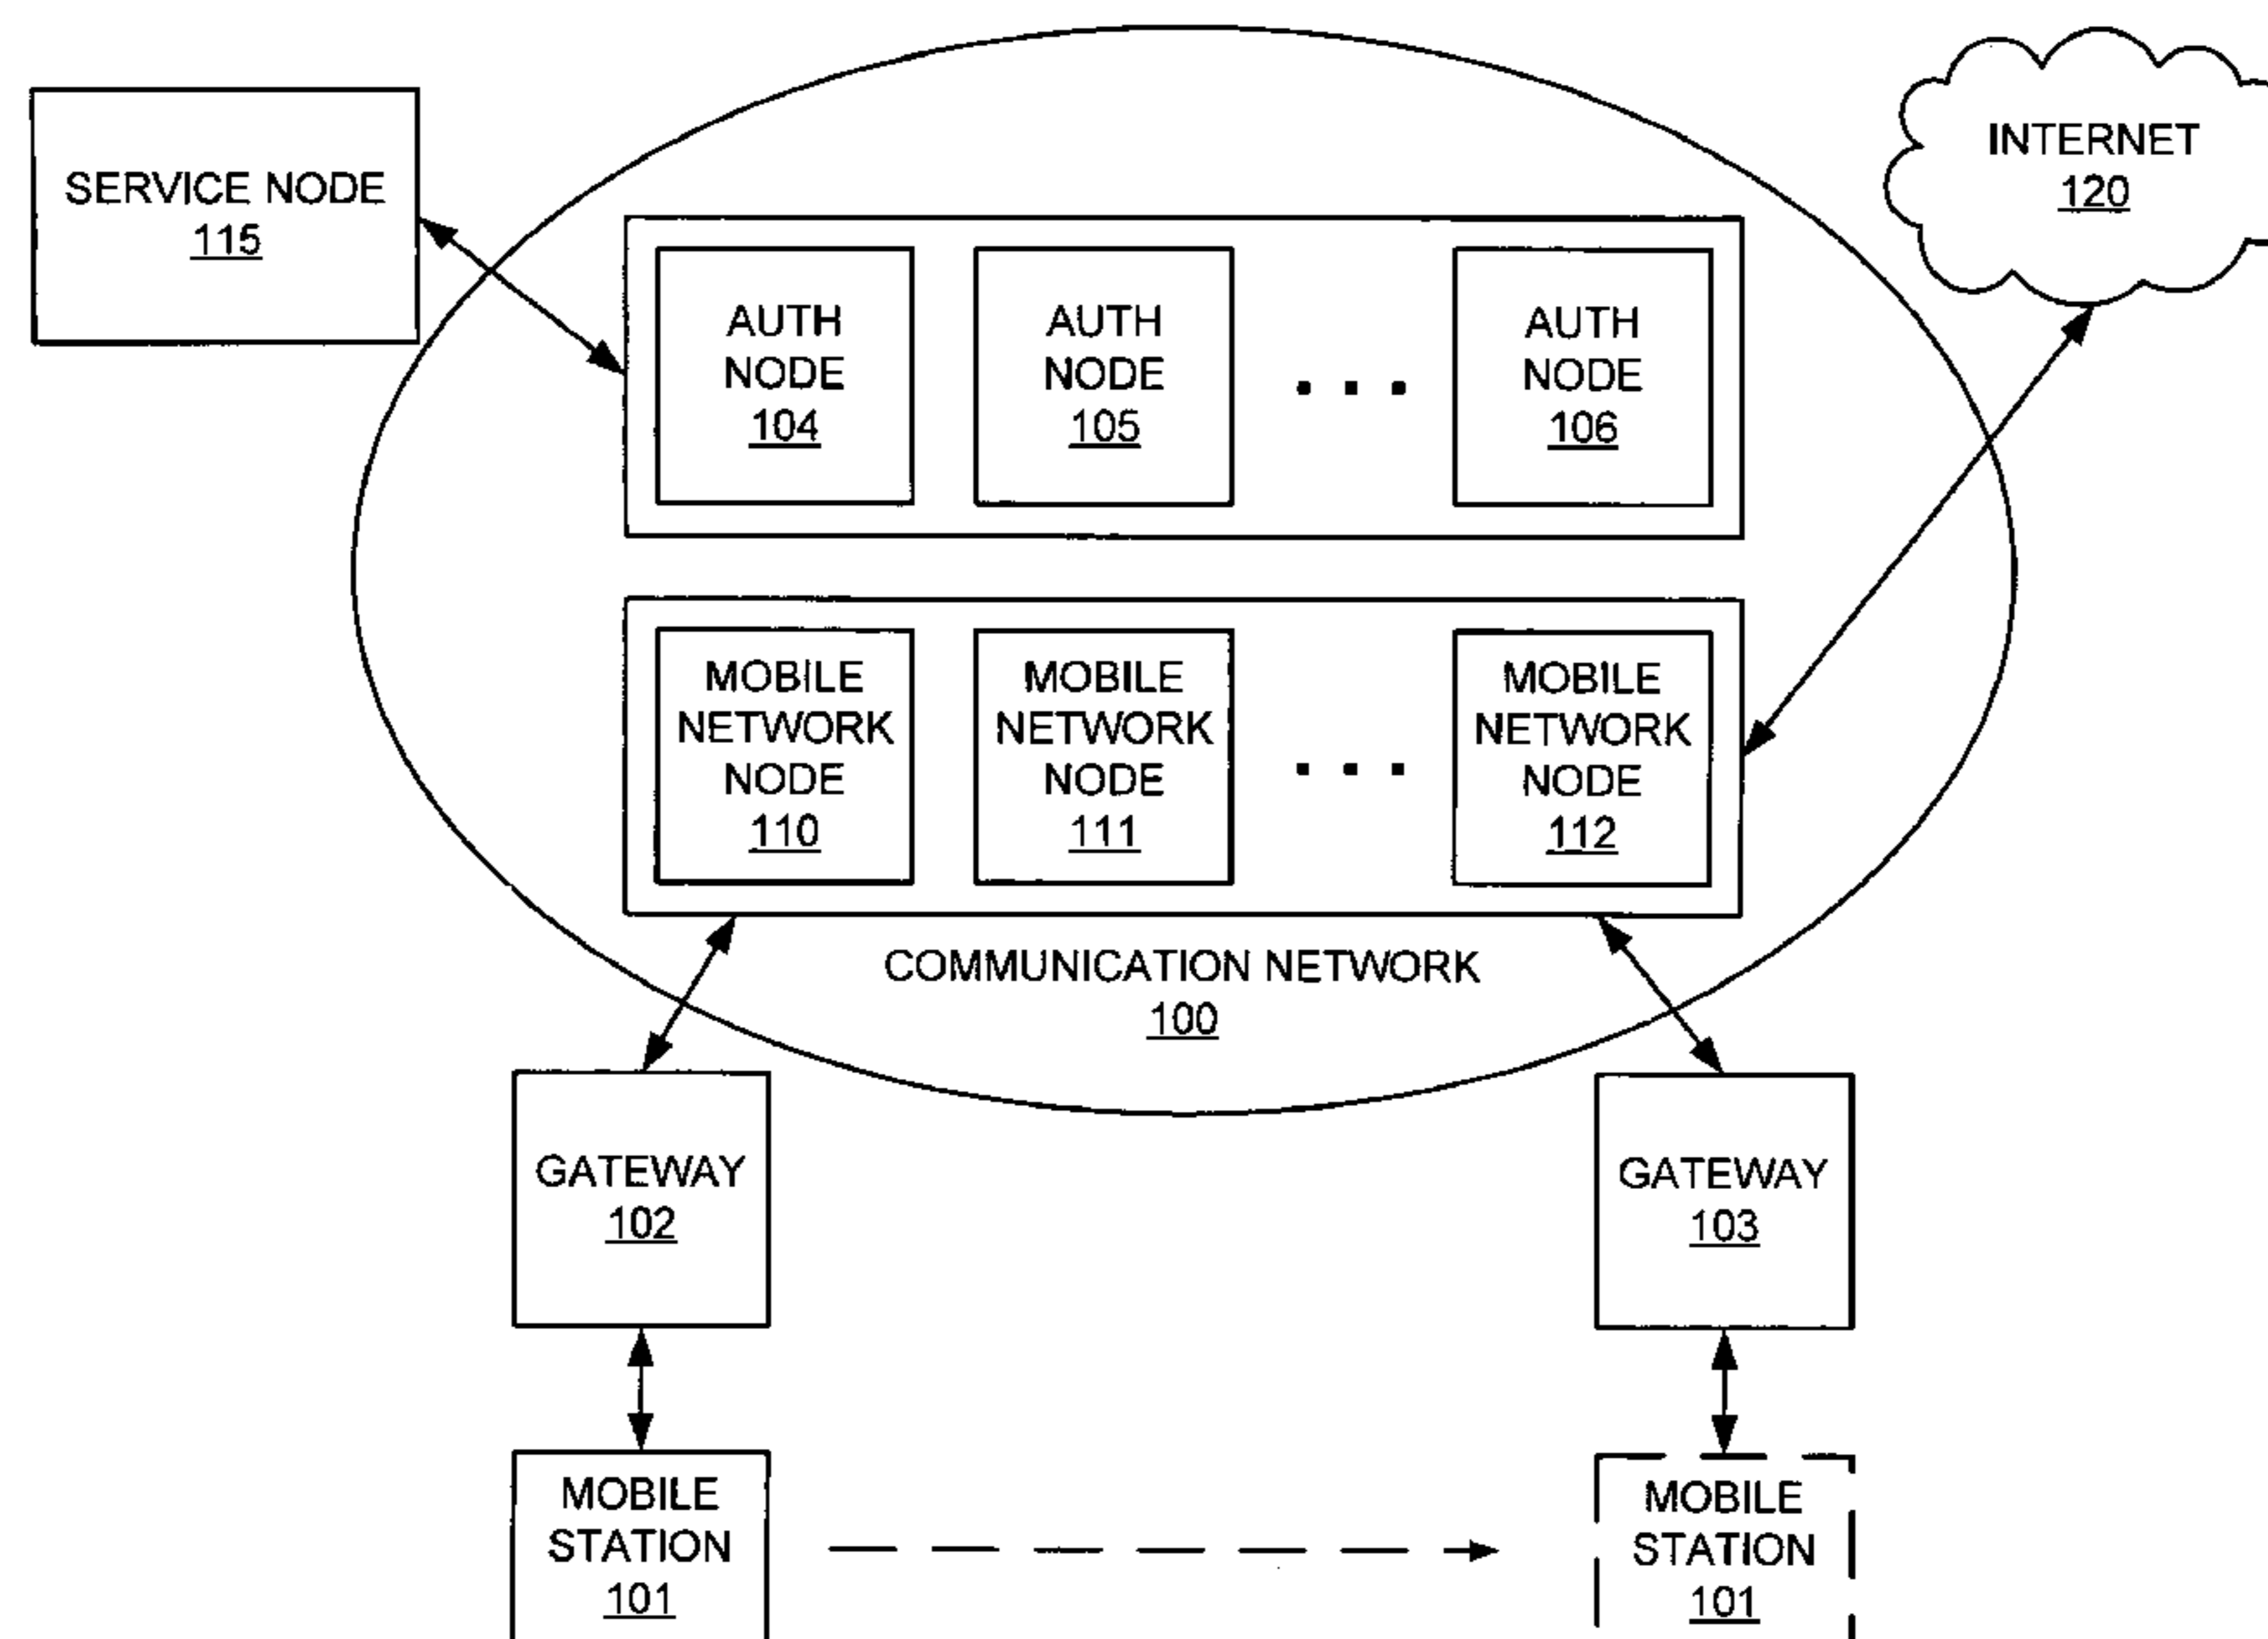 SERVICE NODE
115
INTERNET
120
AUTH
NODE
104
AUTH
NODE
105
AUTH
NODE
106
MOBILE
NETWORK
NODE
110
MOBILE
NETWORK
NODE
111
MOBILE
NETWORK
NODE
112
COMMUNICATION NETWORK
100
GATEWAY
102
GATEWAY
103
MOBILE
STATION
101
MOBILE
STATION
101